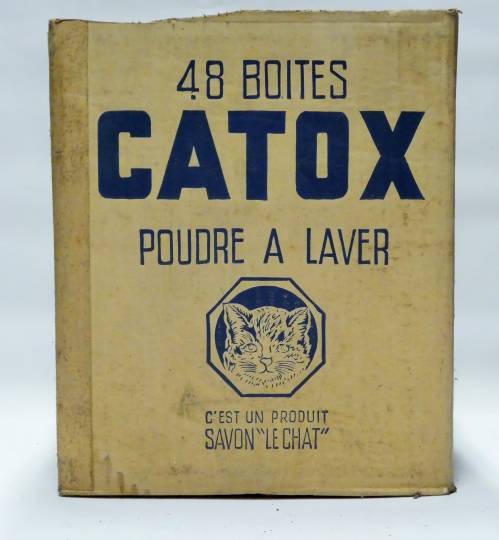 48 BOITES
CATOX
POUDRE A LAVER
C'EST UN PRODUIT
SAVON "LE CHAT"